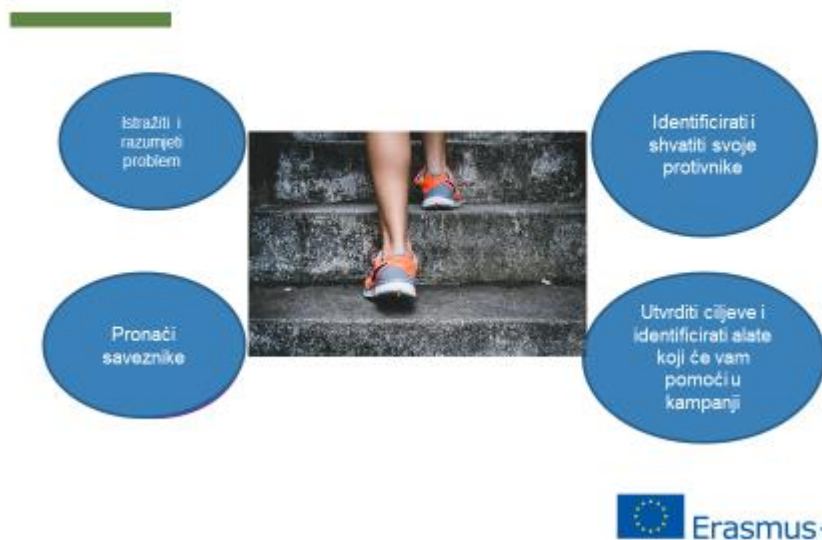 Istražiti i
razumjeti
problem
Identificirati i
shvatiti svoje
protivnike
Pronaći
saveznike
Utvrditi ciljeve i
identificirati alate
koji će vam
pomoći u
kampanji
Erasmus+